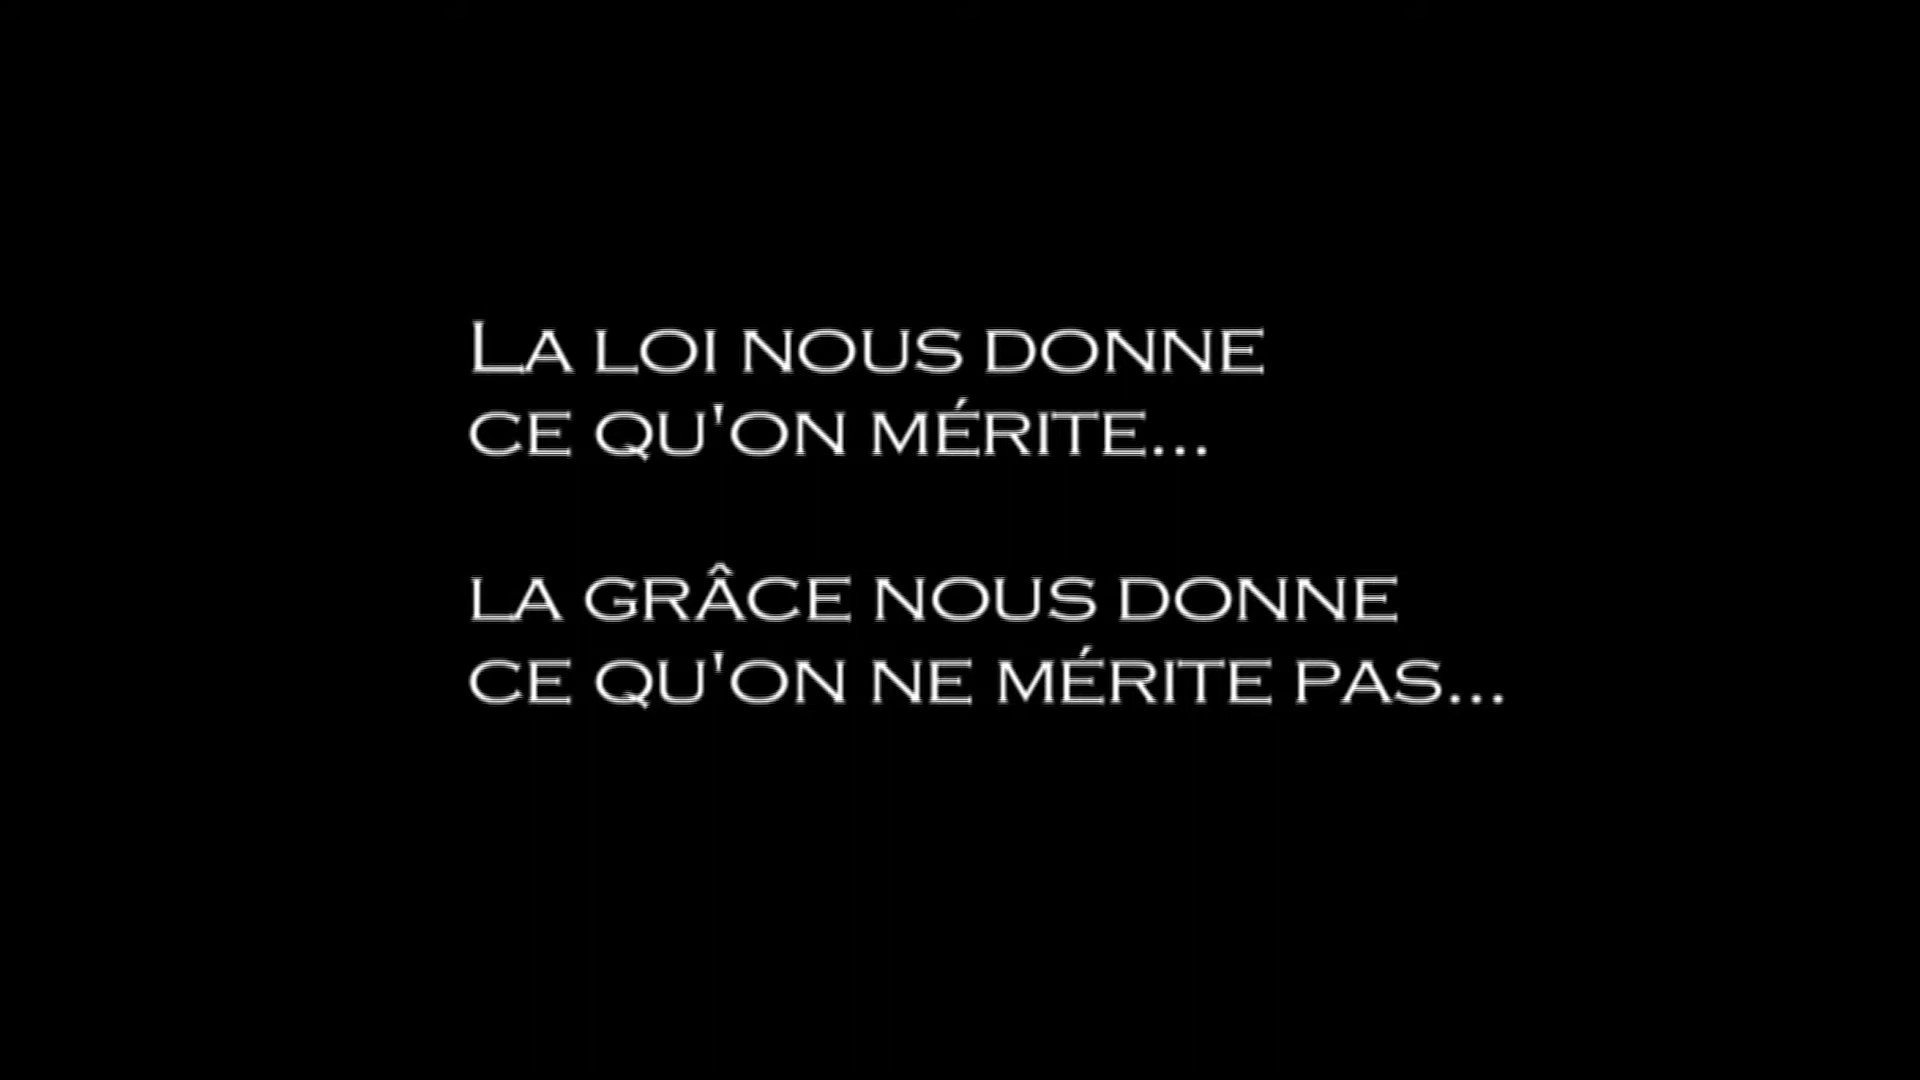 La loi nous donne
ce qu'on mérite...
la grâce nous donne
ce qu'on ne mérite pas...